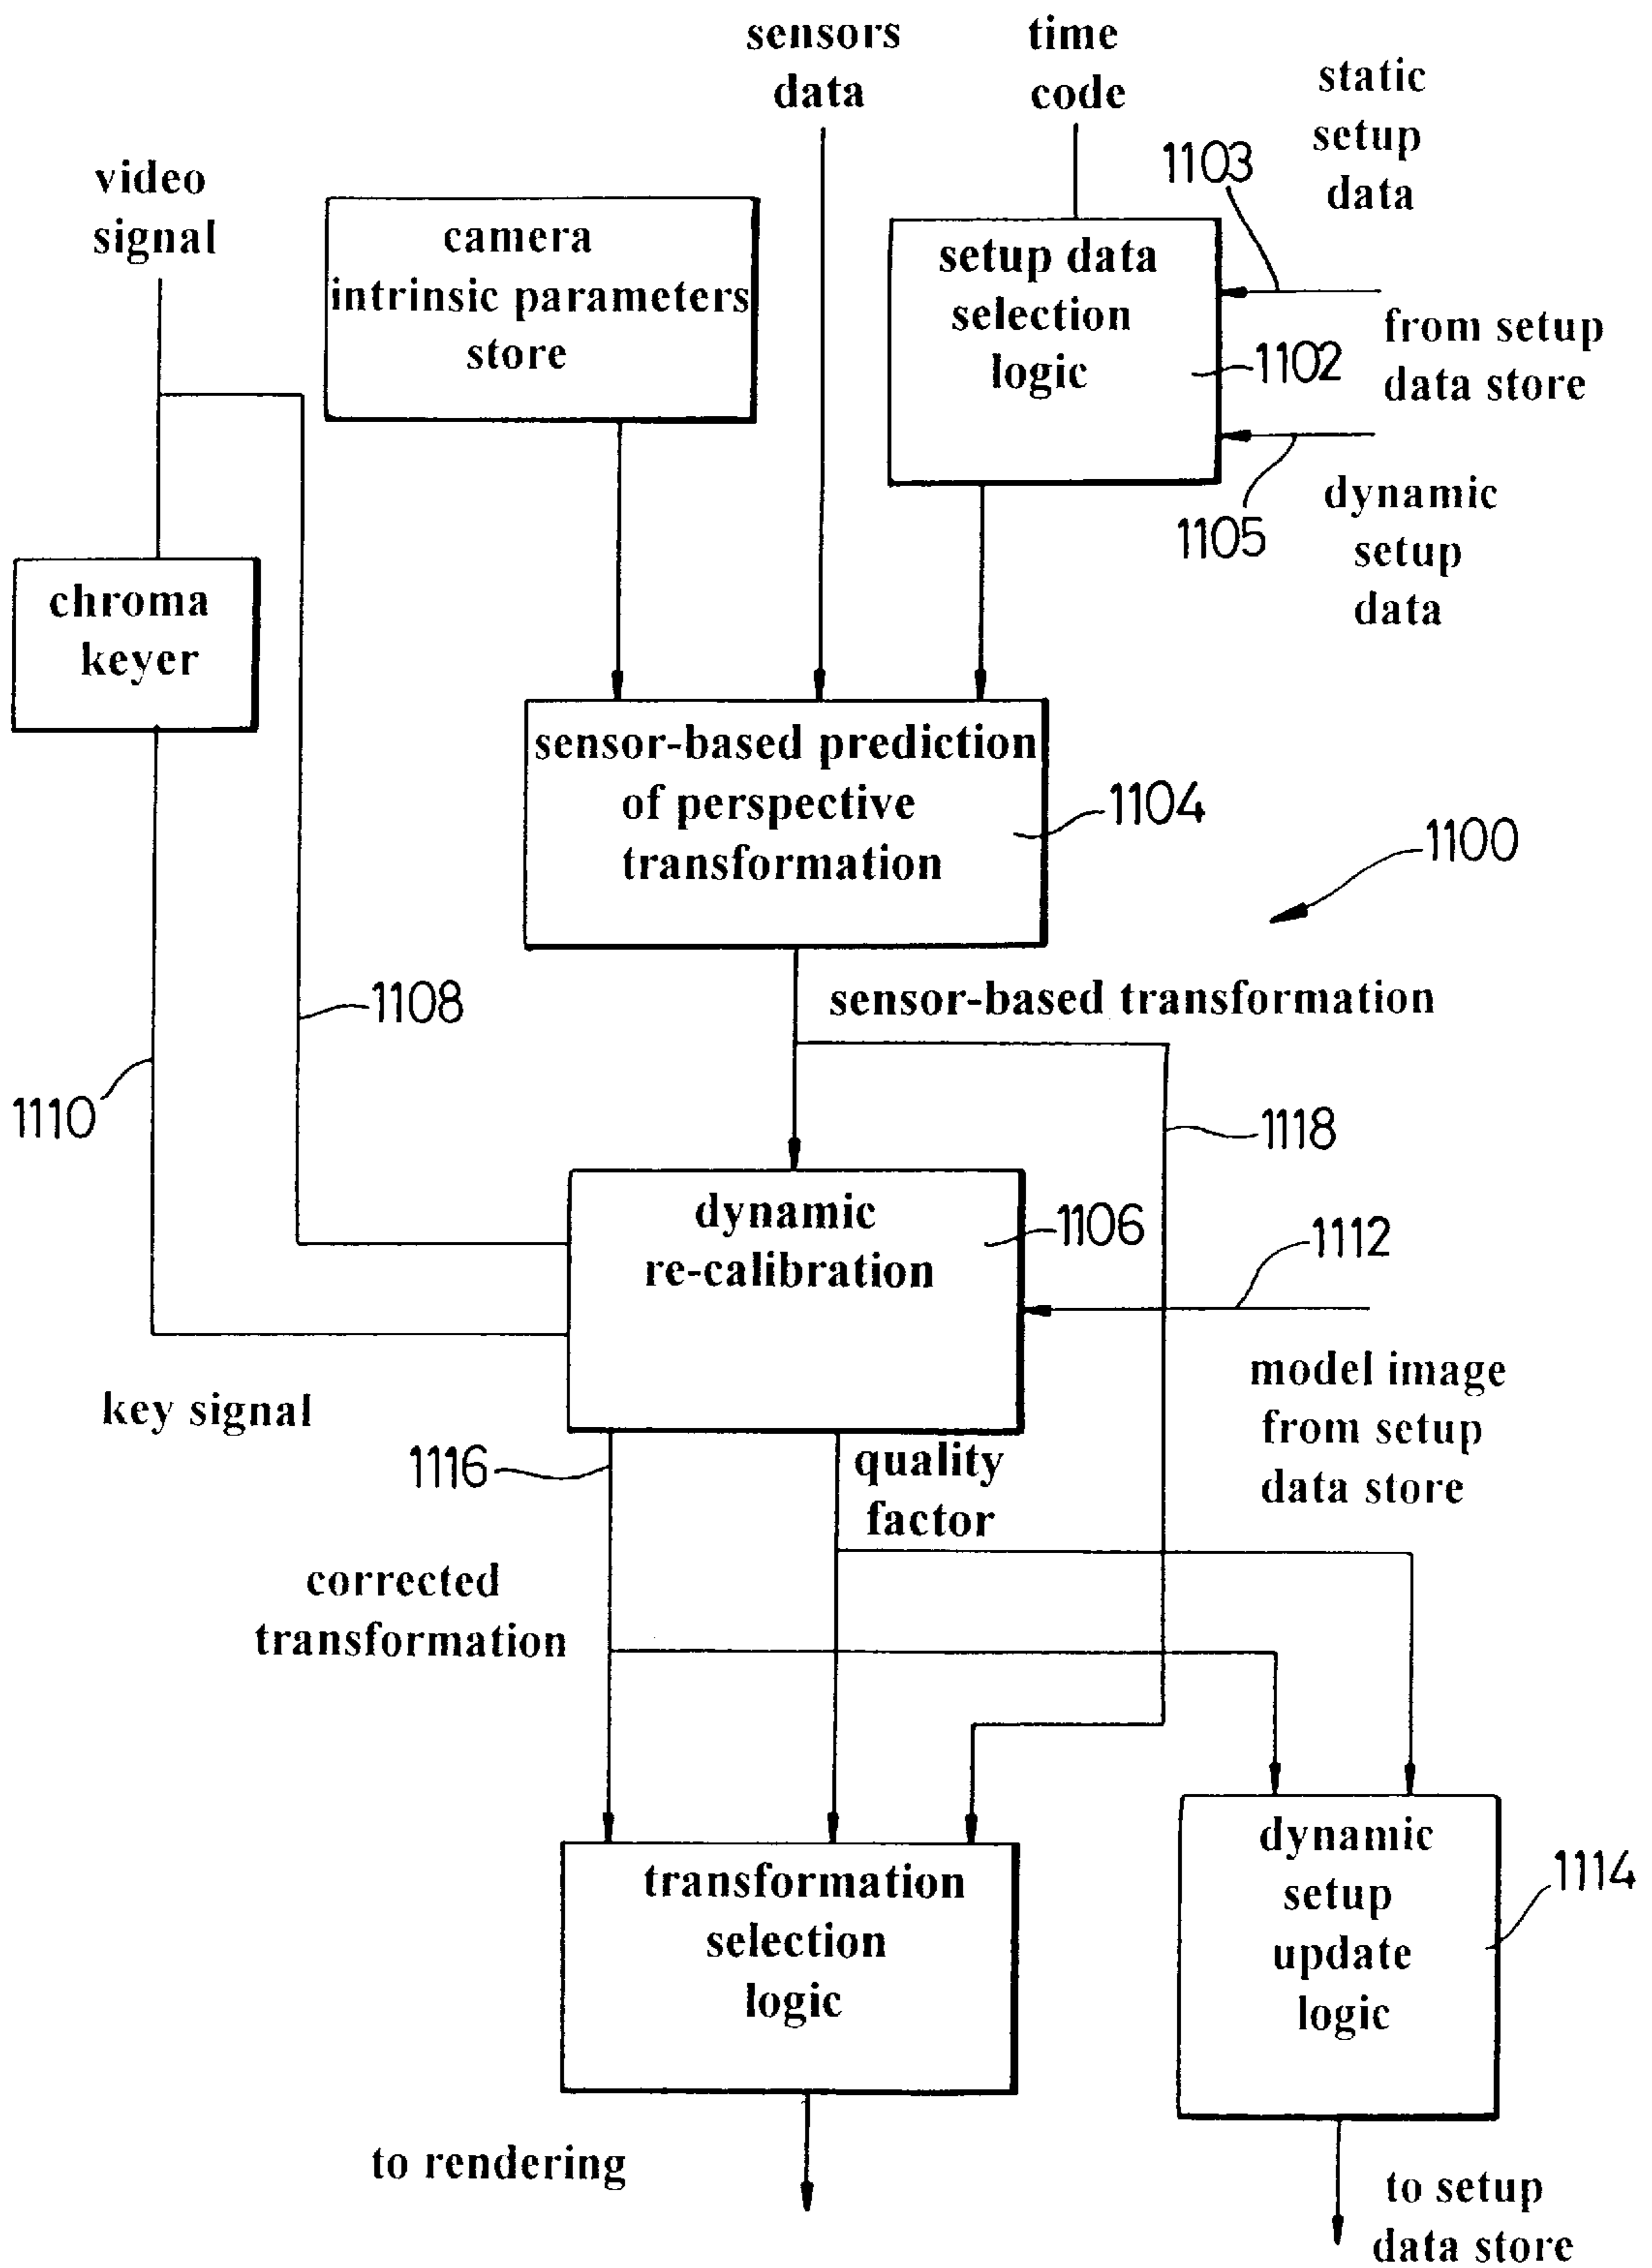 sensors
data
time
code
static
setup
data
1103
video
signal
camera
intrinsic parameters
store
setup data
selection
logic
1102
from setup
data store
1105
dynamic
setup
data
chroma
keyer
sensor-based prediction
of perspective
transformation
1104
1100
1108
sensor-based transformation
1110
1118
dynamic
re-calibration
1106
1112
key signal
model image
from setup
data store
1116
quality
factor
corrected
transformation
transformation
selection
logic
dynamic
setup
update
logic
1114
to rendering
to setup
data store